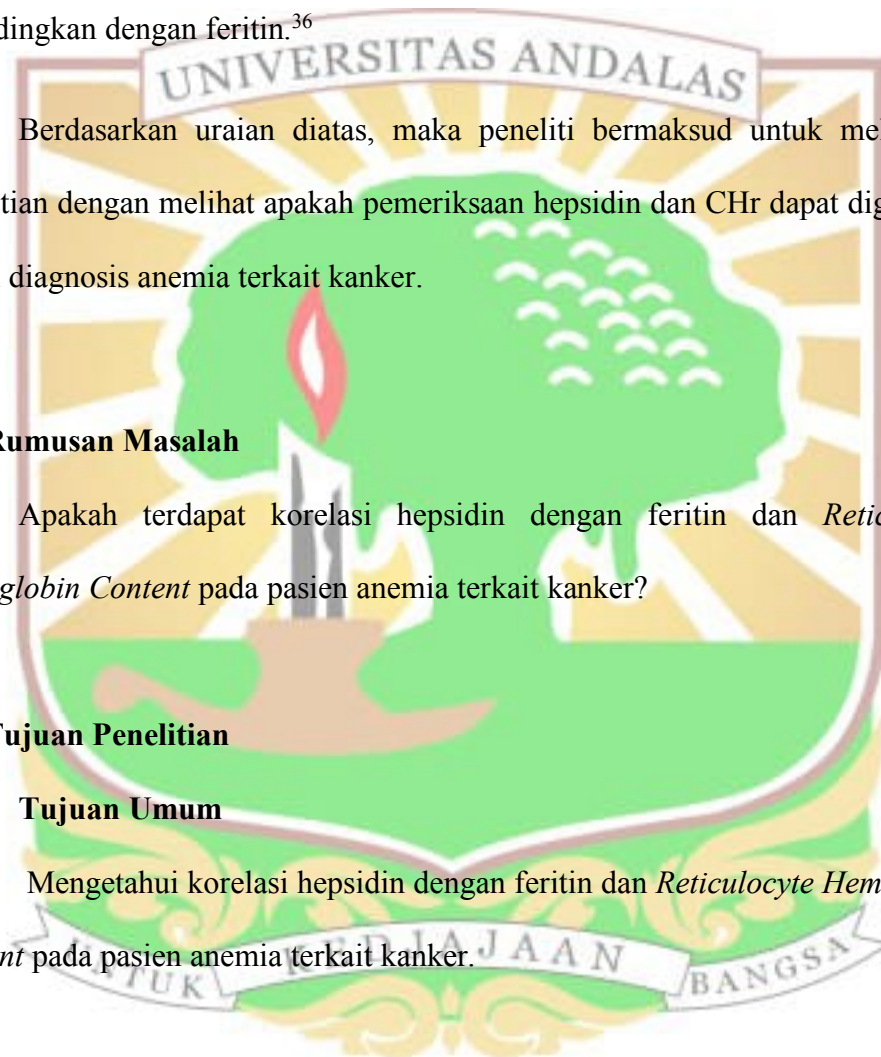 dingkan dengan feritin.36
UNIVERSITAS ANDALAS
Berdasarkan uraian diatas, maka peneliti bermaksud untuk mel
tian dengan melihat apakah pemeriksaan hepsidin dan CHr dapat dig
diagnosis anemia terkait kanker.
Rumusan Masalah
Apakah terdapat korelasi hepsidin dengan feritin dan Retic
globin Content pada pasien anemia terkait kanker?
Tujuan Penelitian
Tujuan Umum
Mengetahui korelasi hepsidin dengan feritin dan Reticulocyte Hem
nt pada pasien anemia terkait kanker.
UNTUK KEDJAJAAN BANGSA